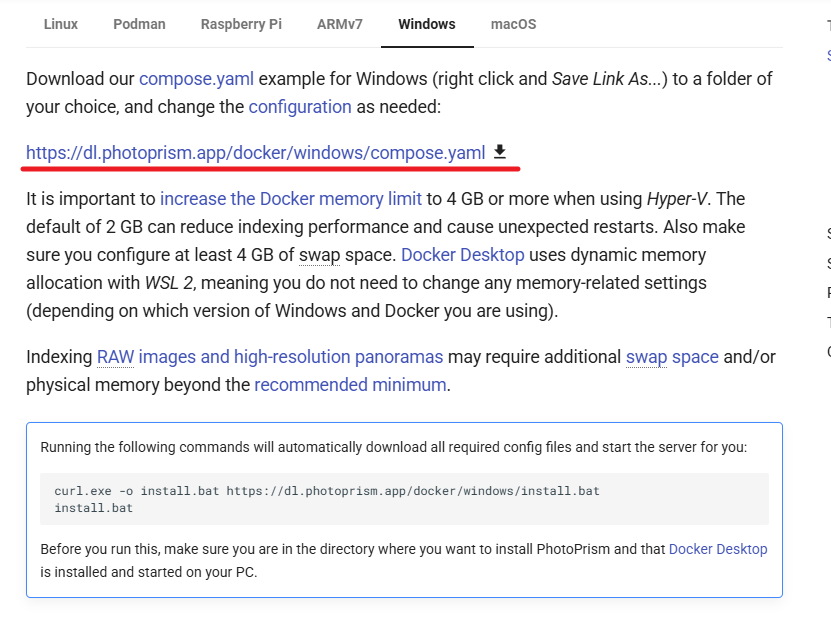 Linux Podman Raspberry Pi ARMv7 Windows macOS
Download our compose.yaml example for Windows (right click and Save Link As...) to a folder of
your choice, and change the configuration as needed:
https://dl.photoprism.app/docker/windows/compose.yaml
It is important to increase the Docker memory limit to 4 GB or more when using Hyper-V. The
default of 2 GB can reduce indexing performance and cause unexpected restarts. Also make
sure you configure at least 4 GB of swap space. Docker Desktop uses dynamic memory
allocation with WSL 2, meaning you do not need to change any memory-related settings
(depending on which version of Windows and Docker you are using).
Indexing RAW images and high-resolution panoramas may require additional swap space and/or
physical memory beyond the recommended minimum.
Running the following commands will automatically download all required config files and start the server for you:
curl.exe -o install.bat https://dl.photoprism.app/docker/windows/install.bat
install.bat
Before you run this, make sure you are in the directory where you want to install PhotoPrism and that Docker Desktop
is installed and started on your PC.